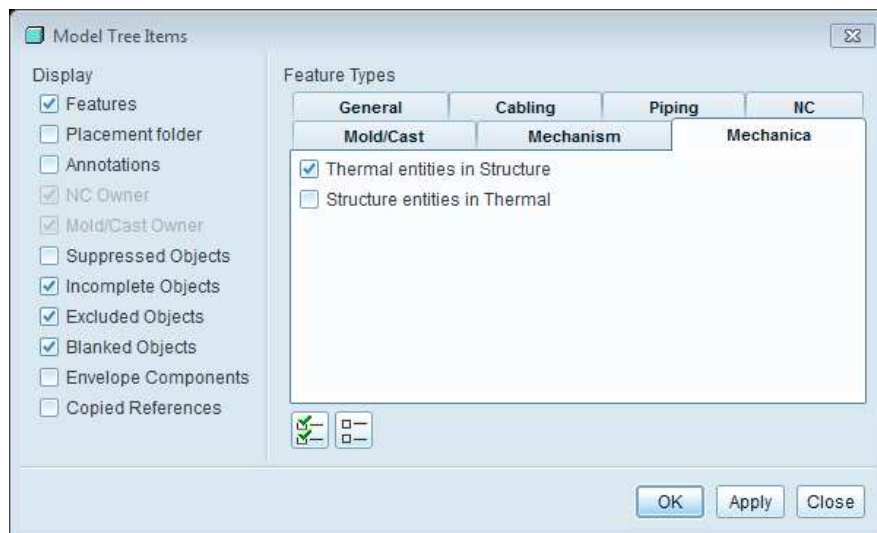 Model Tree Items
Display
Features
Placement folder
Annotations
NC Owner
Mold/Cast Owner
Suppressed Objects
Incomplete Objects
Excluded Objects
Blanked Objects
Envelope Components
Copied References
Feature Types
General Cabling Piping NC
Mold/Cast Mechanism Mechanica
Thermal entities in Structure
Structure entities in Thermal
OK Apply Close